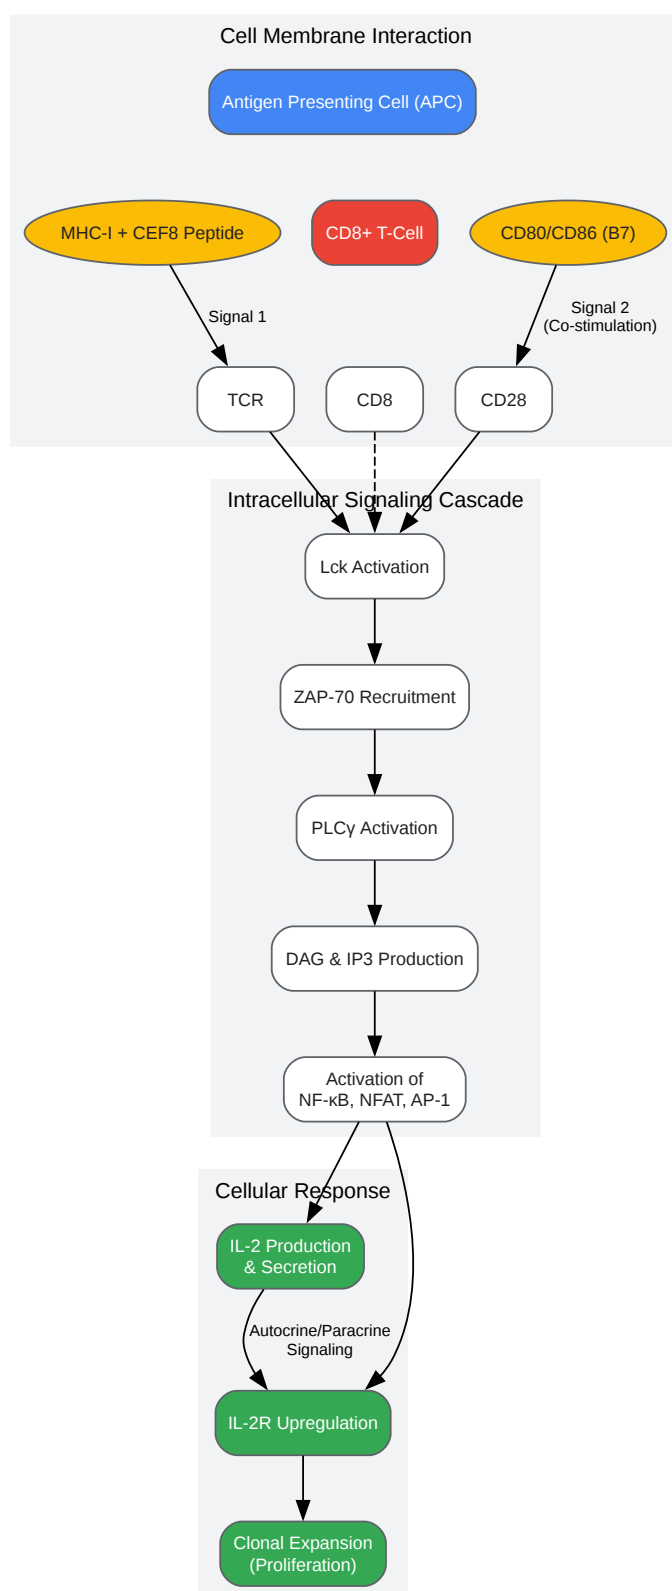 Cell Membrane Interaction
Antigen Presenting Cell (APC)
MHC-I + CEF8 Peptide
CD8+ T-Cell
CD80/CD86 (B7)
Signal 1
Signal 2
(Co-stimulation)
TCR
CD8
CD28
Intracellular Signaling Cascade
Lck Activation
ZAP-70 Recruitment
PLCγ Activation
DAG & IP3 Production
Activation of
NF-κB, NFAT, AP-1
Cellular Response
IL-2 Production
& Secretion
Autocrine/Paracrine
Signaling
IL-2R Upregulation
Clonal Expansion
(Proliferation)